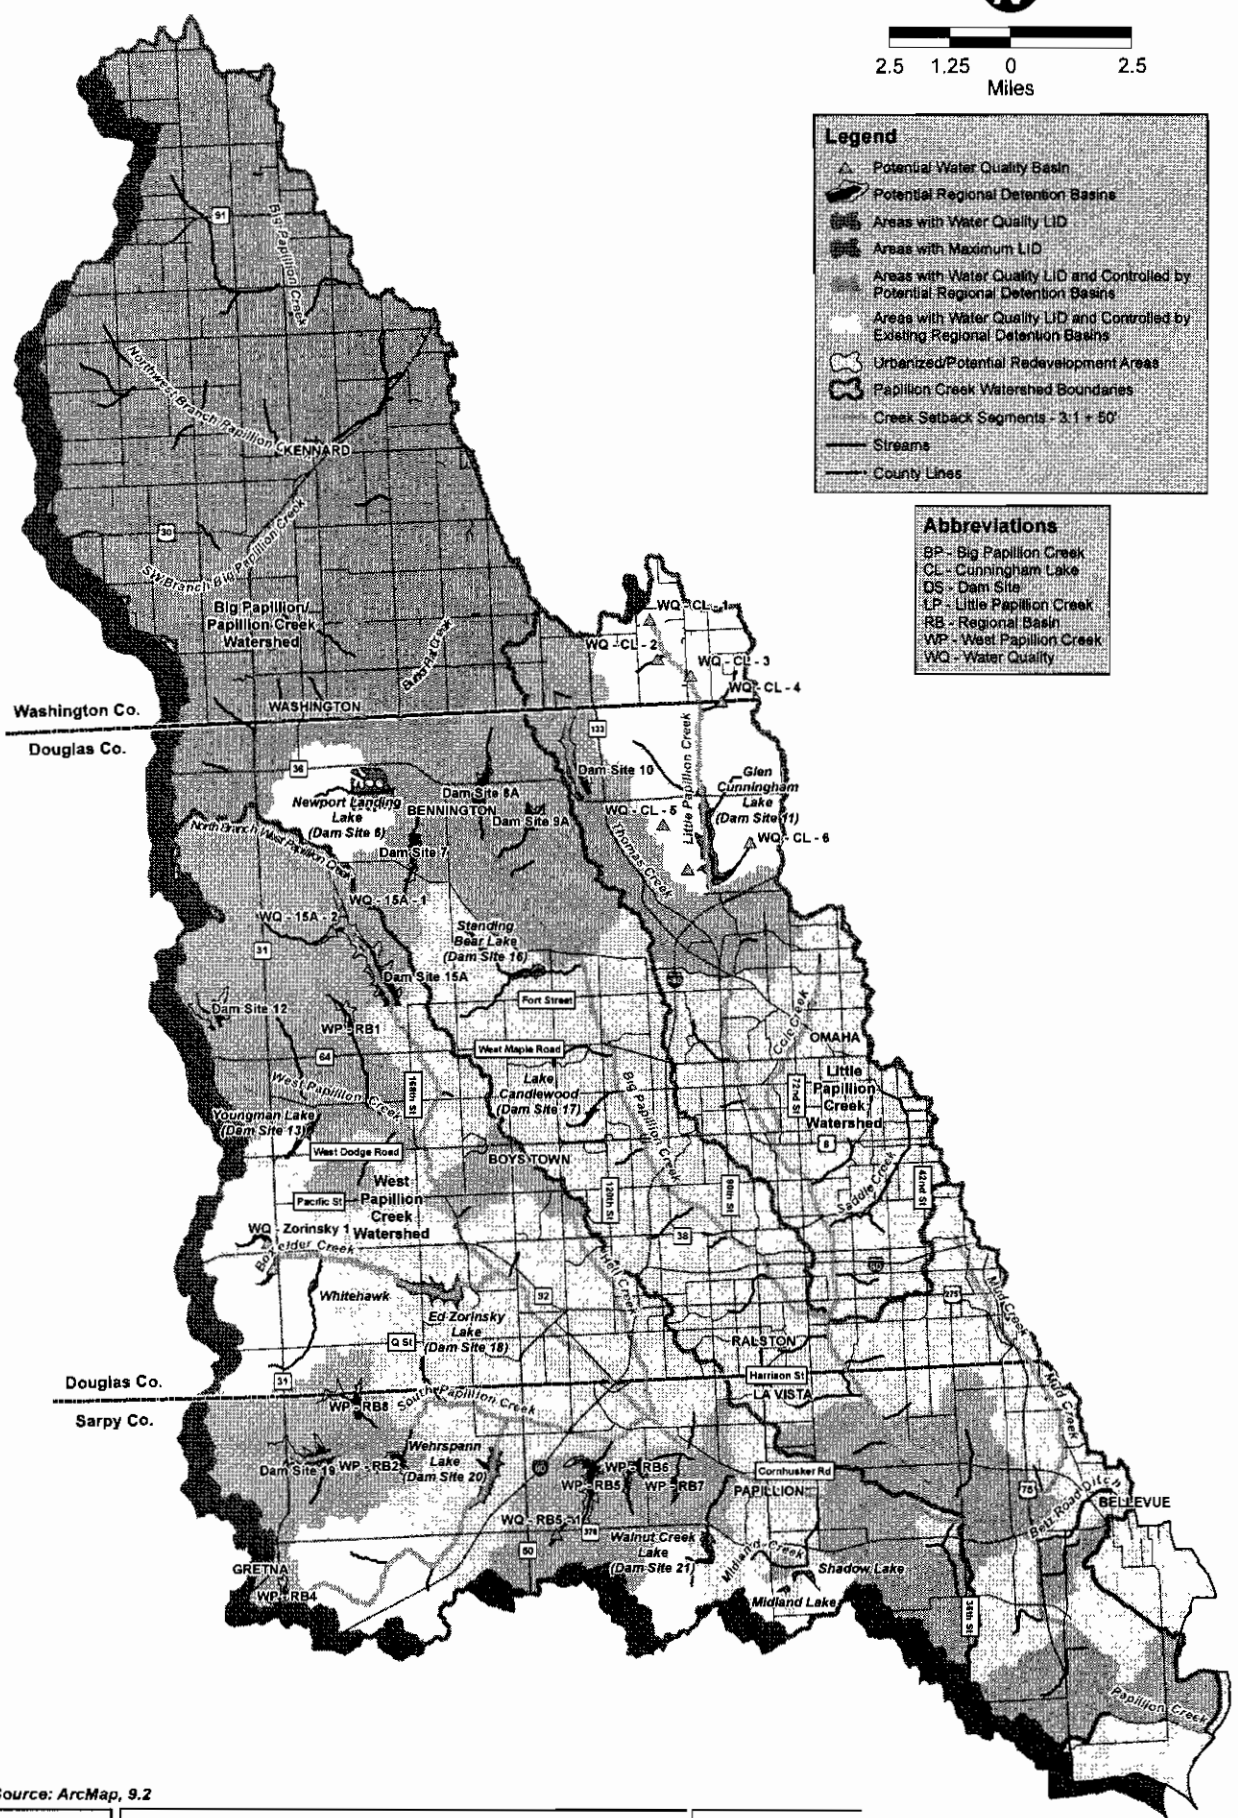 N
2.5 1.25 0 2.5
Miles
Legend
Potential Water Quality Basin
Potential Regional Detention Basins
Areas with Water Quality LID
Areas with Maximum LID
Areas with Water Quality LID and Controlled by
Potential Regional Detention Basins
Areas with Water Quality LID and Controlled by
Existing Regional Detention Basins
Urbanized/Potential Redevelopment Areas
Papillion Creek Watershed Boundaries
Creek Setback Segments - 3:1 + 50'
Streams
County Lines
Abbreviations
BP - Big Papillion Creek
CL - Cunningham Lake
DS - Dam Site
LP - Little Papillion Creek
RB - Regional Basin
WP - West Papillion Creek
WQ - Water Quality
91
Big Papillion Creek
Northwest Branch Papillion C
KENNARD
30
SW Branch Big Papillion Creek
Big Papillion/
Papillion Creek
Watershed
WQ - CL - 1
WQ - CL - 2
WQ - CL - 3
WQ - CL - 4
Washington Co.
WASHINGTON
Douglas Co.
133
36
Little Papillion Creek
Dam Site 10
Glen
Cunningham
Lake
(Dam Site 11)
Newport Landing
Lake
(Dam Site 6)
Dam Site 8A
BENNINGTON
Dam Site 9A
WQ - CL - 5
WQ - CL - 6
North Branch West Papillion Creek
Dam Site 7
Thomas Creek
WQ - 15A - 1
WQ - 15A - 2
Standing
Bear Lake
(Dam Site 16)
31
Dam Site 15A
Fort Street
Dam Site 12
WP - RB1
Cole Creek
OMAHA
64
West Maple Road
West Papillion Creek
168th St
Lake
Candlewood
(Dam Site 17)
Big Papillion Creek
72nd St
Little
Papillion
Creek
Watershed
Youngman Lake
(Dam Site 13)
West Dodge Road
BOYS TOWN
6
Saddle Creek
42nd St
Pacific St
West
Papillion
Creek
Watershed
120th St
90th St
WQ - Zorinsky 1
Boxelder Creek
38
Hell Creek
Mud Creek
Whitehawk
92
275
Ed Zorinsky
Lake
(Dam Site 18)
Q St
RALSTON
Douglas Co.
31
Harrison St
LA VISTA
Sarpy Co.
WP - RB8
South Papillion Creek
Mud Creek
Wehrspann
Lake
(Dam Site 20)
Dam Site 19
WP - RB2
WP - RB6
WP - RB5
WP - RB7
Cornhusker Rd
PAPILLION
75
Betz Road Ditch
BELLEVUE
WQ - RB5 - 1
370
50
Walnut Creek
Lake
(Dam Site 21)
Midland Creek
Shadow Lake
GRETNA
WP - RB4
Midland Lake
36th St
Papillion Creek
Source: ArcMap, 9.2